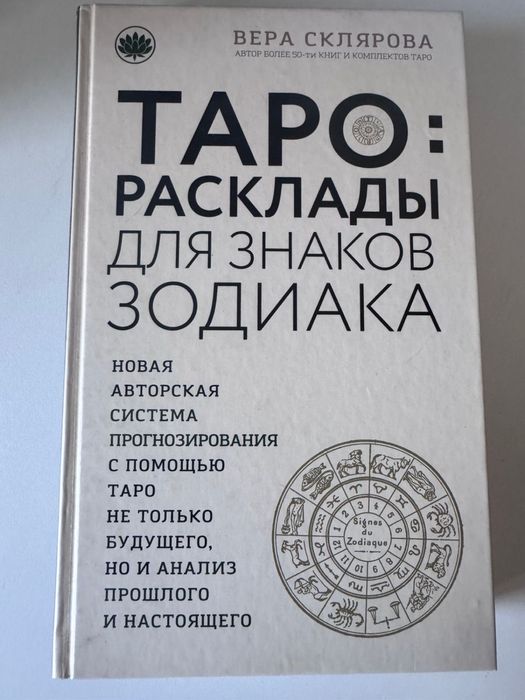 ВЕРА СКЛЯРОВА
АВТОР БОЛЕЕ 50-ти КНИГ И КОМПЛЕКТОВ ТАРО
ТАРО:
РАСКЛАДЫ
ДЛЯ ЗНАКОВ
ЗОДИАКА
НОВАЯ
АВТОРСКАЯ
СИСТЕМА
ПРОГНОЗИРОВАНИЯ
С ПОМОЩЬЮ
ТАРО
НЕ ТОЛЬКО
БУДУЩЕГО,
НО И АНАЛИЗ
ПРОШЛОГО
И НАСТОЯЩЕГО
Signes
du
Zodiaque